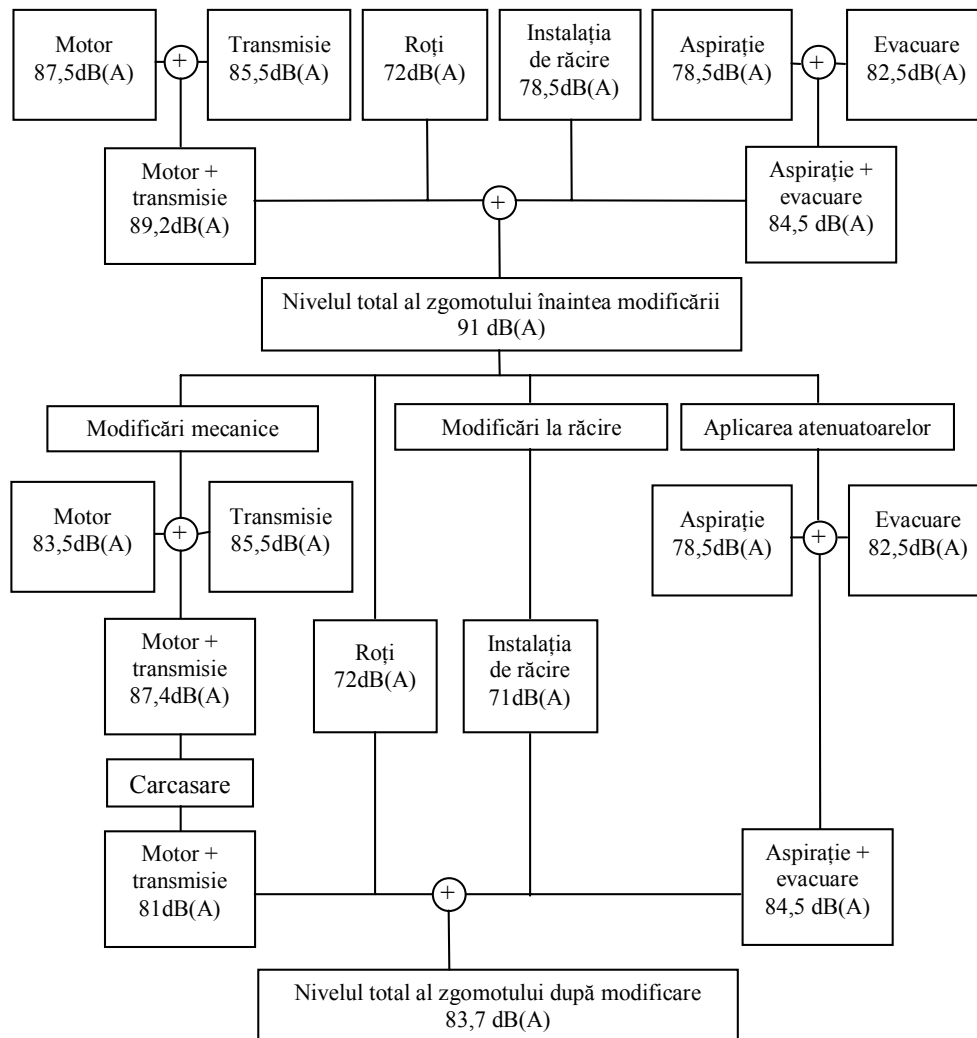 Motor
87,5dB(A)
+
Transmisie
85,5dB(A)
Roți
72dB(A)
Instalația
de răcire
78,5dB(A)
Aspirație
78,5dB(A)
+
Evacuare
82,5dB(A)
Motor +
transmisie
89,2dB(A)
+
Aspirație +
evacuare
84,5 dB(A)
Nivelul total al zgomotului înaintea modificării
91 dB(A)
Modificări mecanice
Modificări la răcire
Aplicarea atenuatoarelor
Motor
83,5dB(A)
+
Transmisie
85,5dB(A)
Aspirație
78,5dB(A)
+
Evacuare
82,5dB(A)
Motor +
transmisie
87,4dB(A)
Roți
72dB(A)
Instalația
de răcire
71dB(A)
Carcasare
Motor +
transmisie
81dB(A)
+
Aspirație +
evacuare
84,5 dB(A)
Nivelul total al zgomotului după modificare
83,7 dB(A)